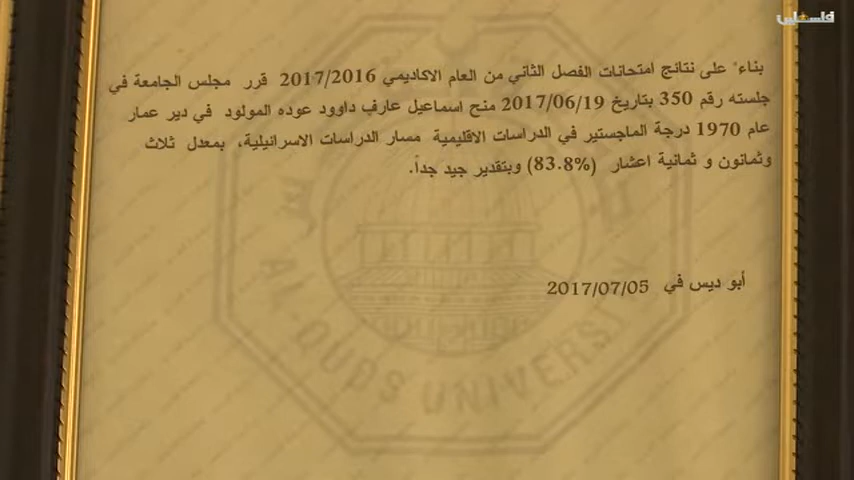 فلسطين
بناء ً على نتائج امتحانات الفصل الثاني من العام الاكاديمي 2017/2016 قرر مجلس الجامعة في
جلسته رقم 350 بتاريخ 2017/06/19 منح اسماعيل عارف داوود عوده المولود في دير عمار
عام 1970 درجة الماجستير في الدراسات الاقليمية مسار الدراسات الاسرائيلية، بمعدل ثلاث
وثمانون و ثمانية اعشار (83.8%) وبتقدير جيد جداً.
أبو ديس في 2017/07/05
AL-QUDS UNIVERSITY